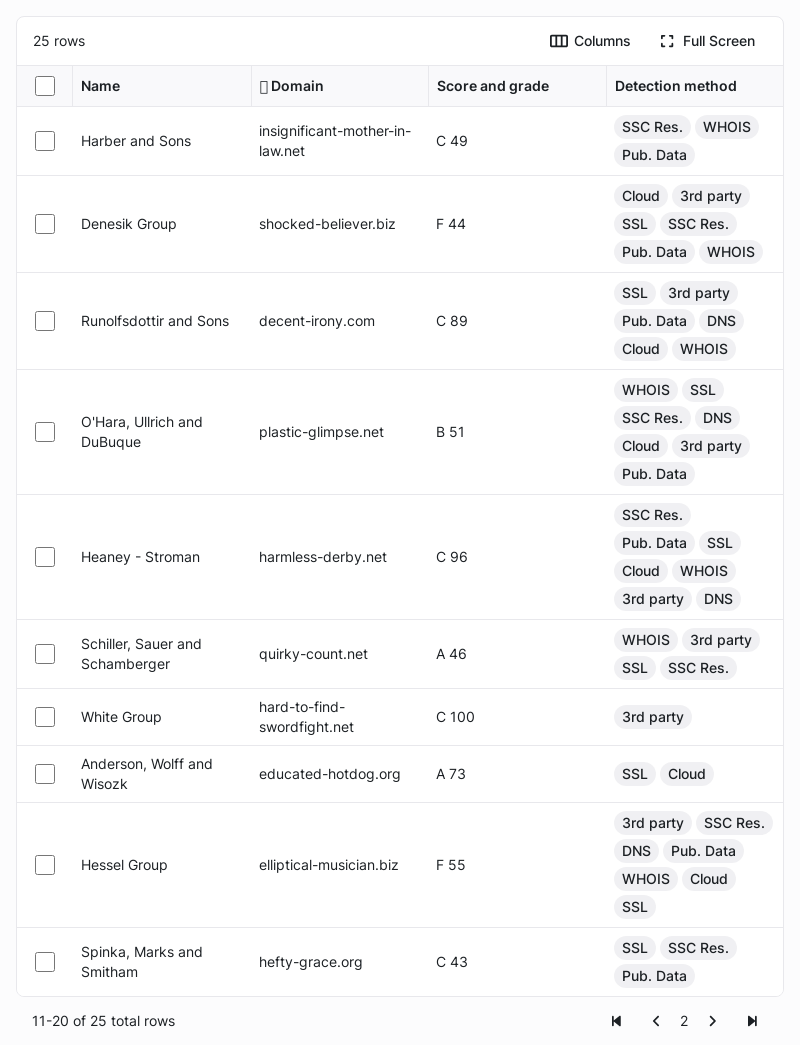 25 rows
Columns
Full Screen
Name
Domain
Score and grade
Detection method
Harber and Sons
insignificant-mother-in-
law.net
C 49
SSC Res. WHOIS
Pub. Data
Denesik Group
shocked-believer.biz
F 44
Cloud 3rd party
SSL SSC Res.
Pub. Data WHOIS
Runolfsdottir and Sons
decent-irony.com
C 89
SSL 3rd party
Pub. Data DNS
Cloud WHOIS
O'Hara, Ullrich and
DuBuque
plastic-glimpse.net
B 51
WHOIS SSL
SSC Res. DNS
Cloud 3rd party
Pub. Data
Heaney - Stroman
harmless-derby.net
C 96
SSC Res.
Pub. Data SSL
Cloud WHOIS
3rd party DNS
Schiller, Sauer and
Schamberger
quirky-count.net
A 46
WHOIS 3rd party
SSL SSC Res.
White Group
hard-to-find-
swordfight.net
C 100
3rd party
Anderson, Wolff and
Wisozk
educated-hotdog.org
A 73
SSL Cloud
Hessel Group
elliptical-musician.biz
F 55
3rd party SSC Res.
DNS Pub. Data
WHOIS Cloud
SSL
Spinka, Marks and
Smitham
hefty-grace.org
C 43
SSL SSC Res.
Pub. Data
11-20 of 25 total rows
2